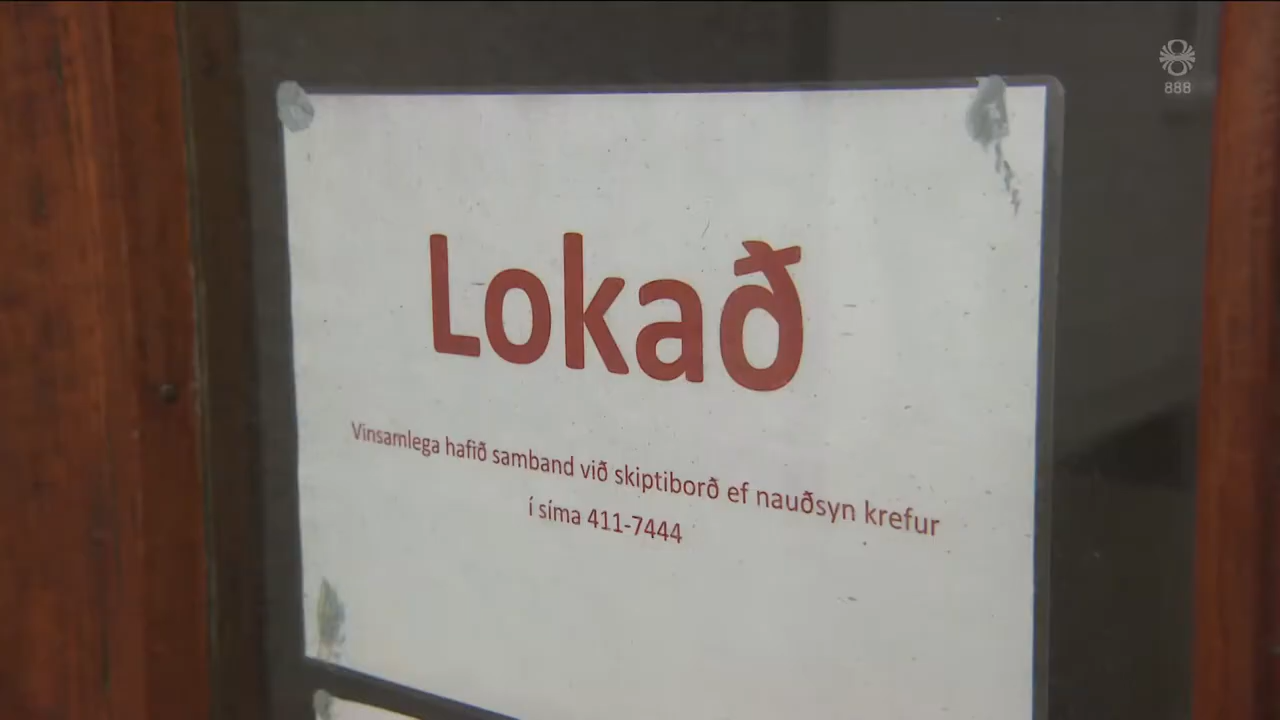 888
Lokað
Vinsamlega hafið samband við skiptiborð ef nauðsyn krefur
í síma 411-7444